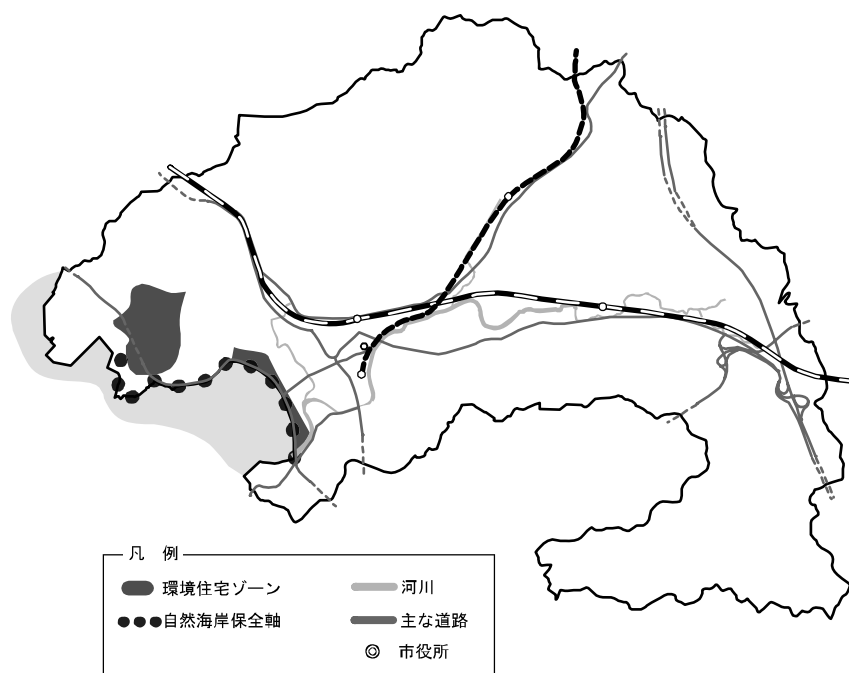 凡 例
環境住宅ゾーン
河川
自然海岸保全軸
主な道路
市役所